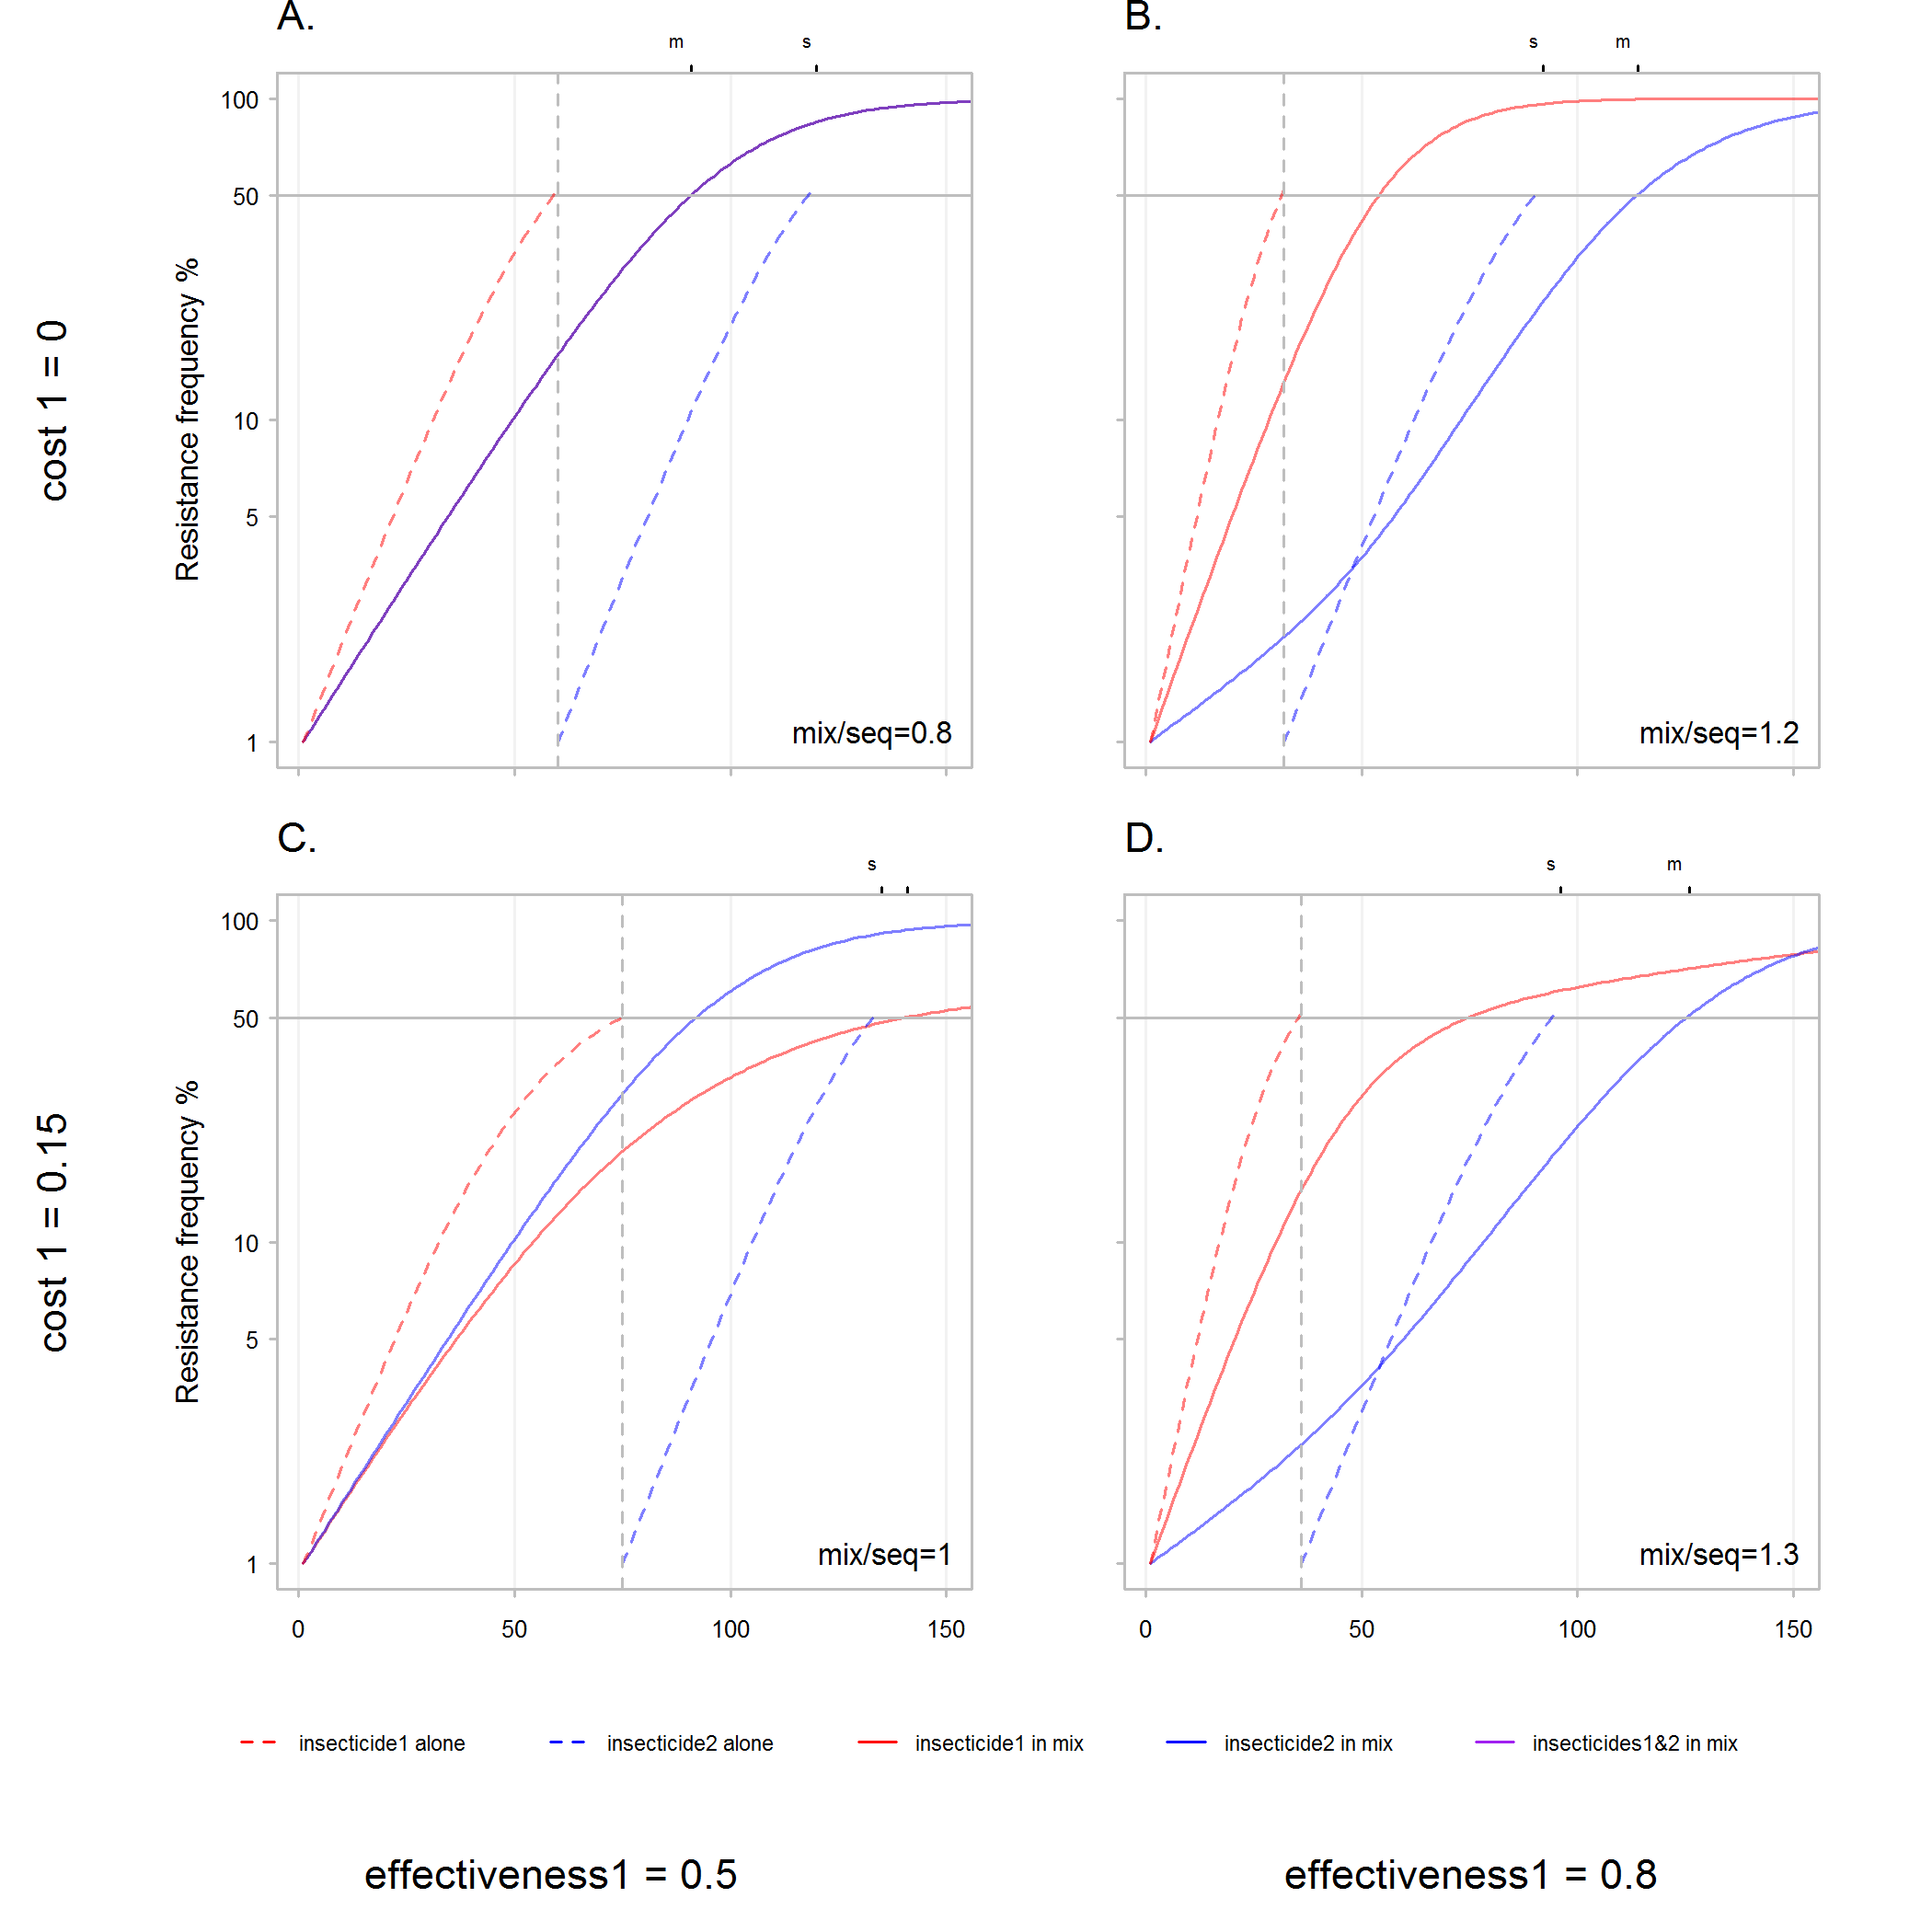 A.
m s
100
50
10
5
1
Resistance frequency %
cost 1 = 0
mix/seq=0.8
B.
s m
mix/seq=1.2
C.
s
100
50
10
5
1
Resistance frequency %
cost 1 = 0.15
mix/seq=1
0 50 100 150
D.
s m
mix/seq=1.3
0 50 100 150
insecticide1 alone
insecticide2 alone
insecticide1 in mix
insecticide2 in mix
insecticides1&2 in mix
effectiveness1 = 0.5
effectiveness1 = 0.8